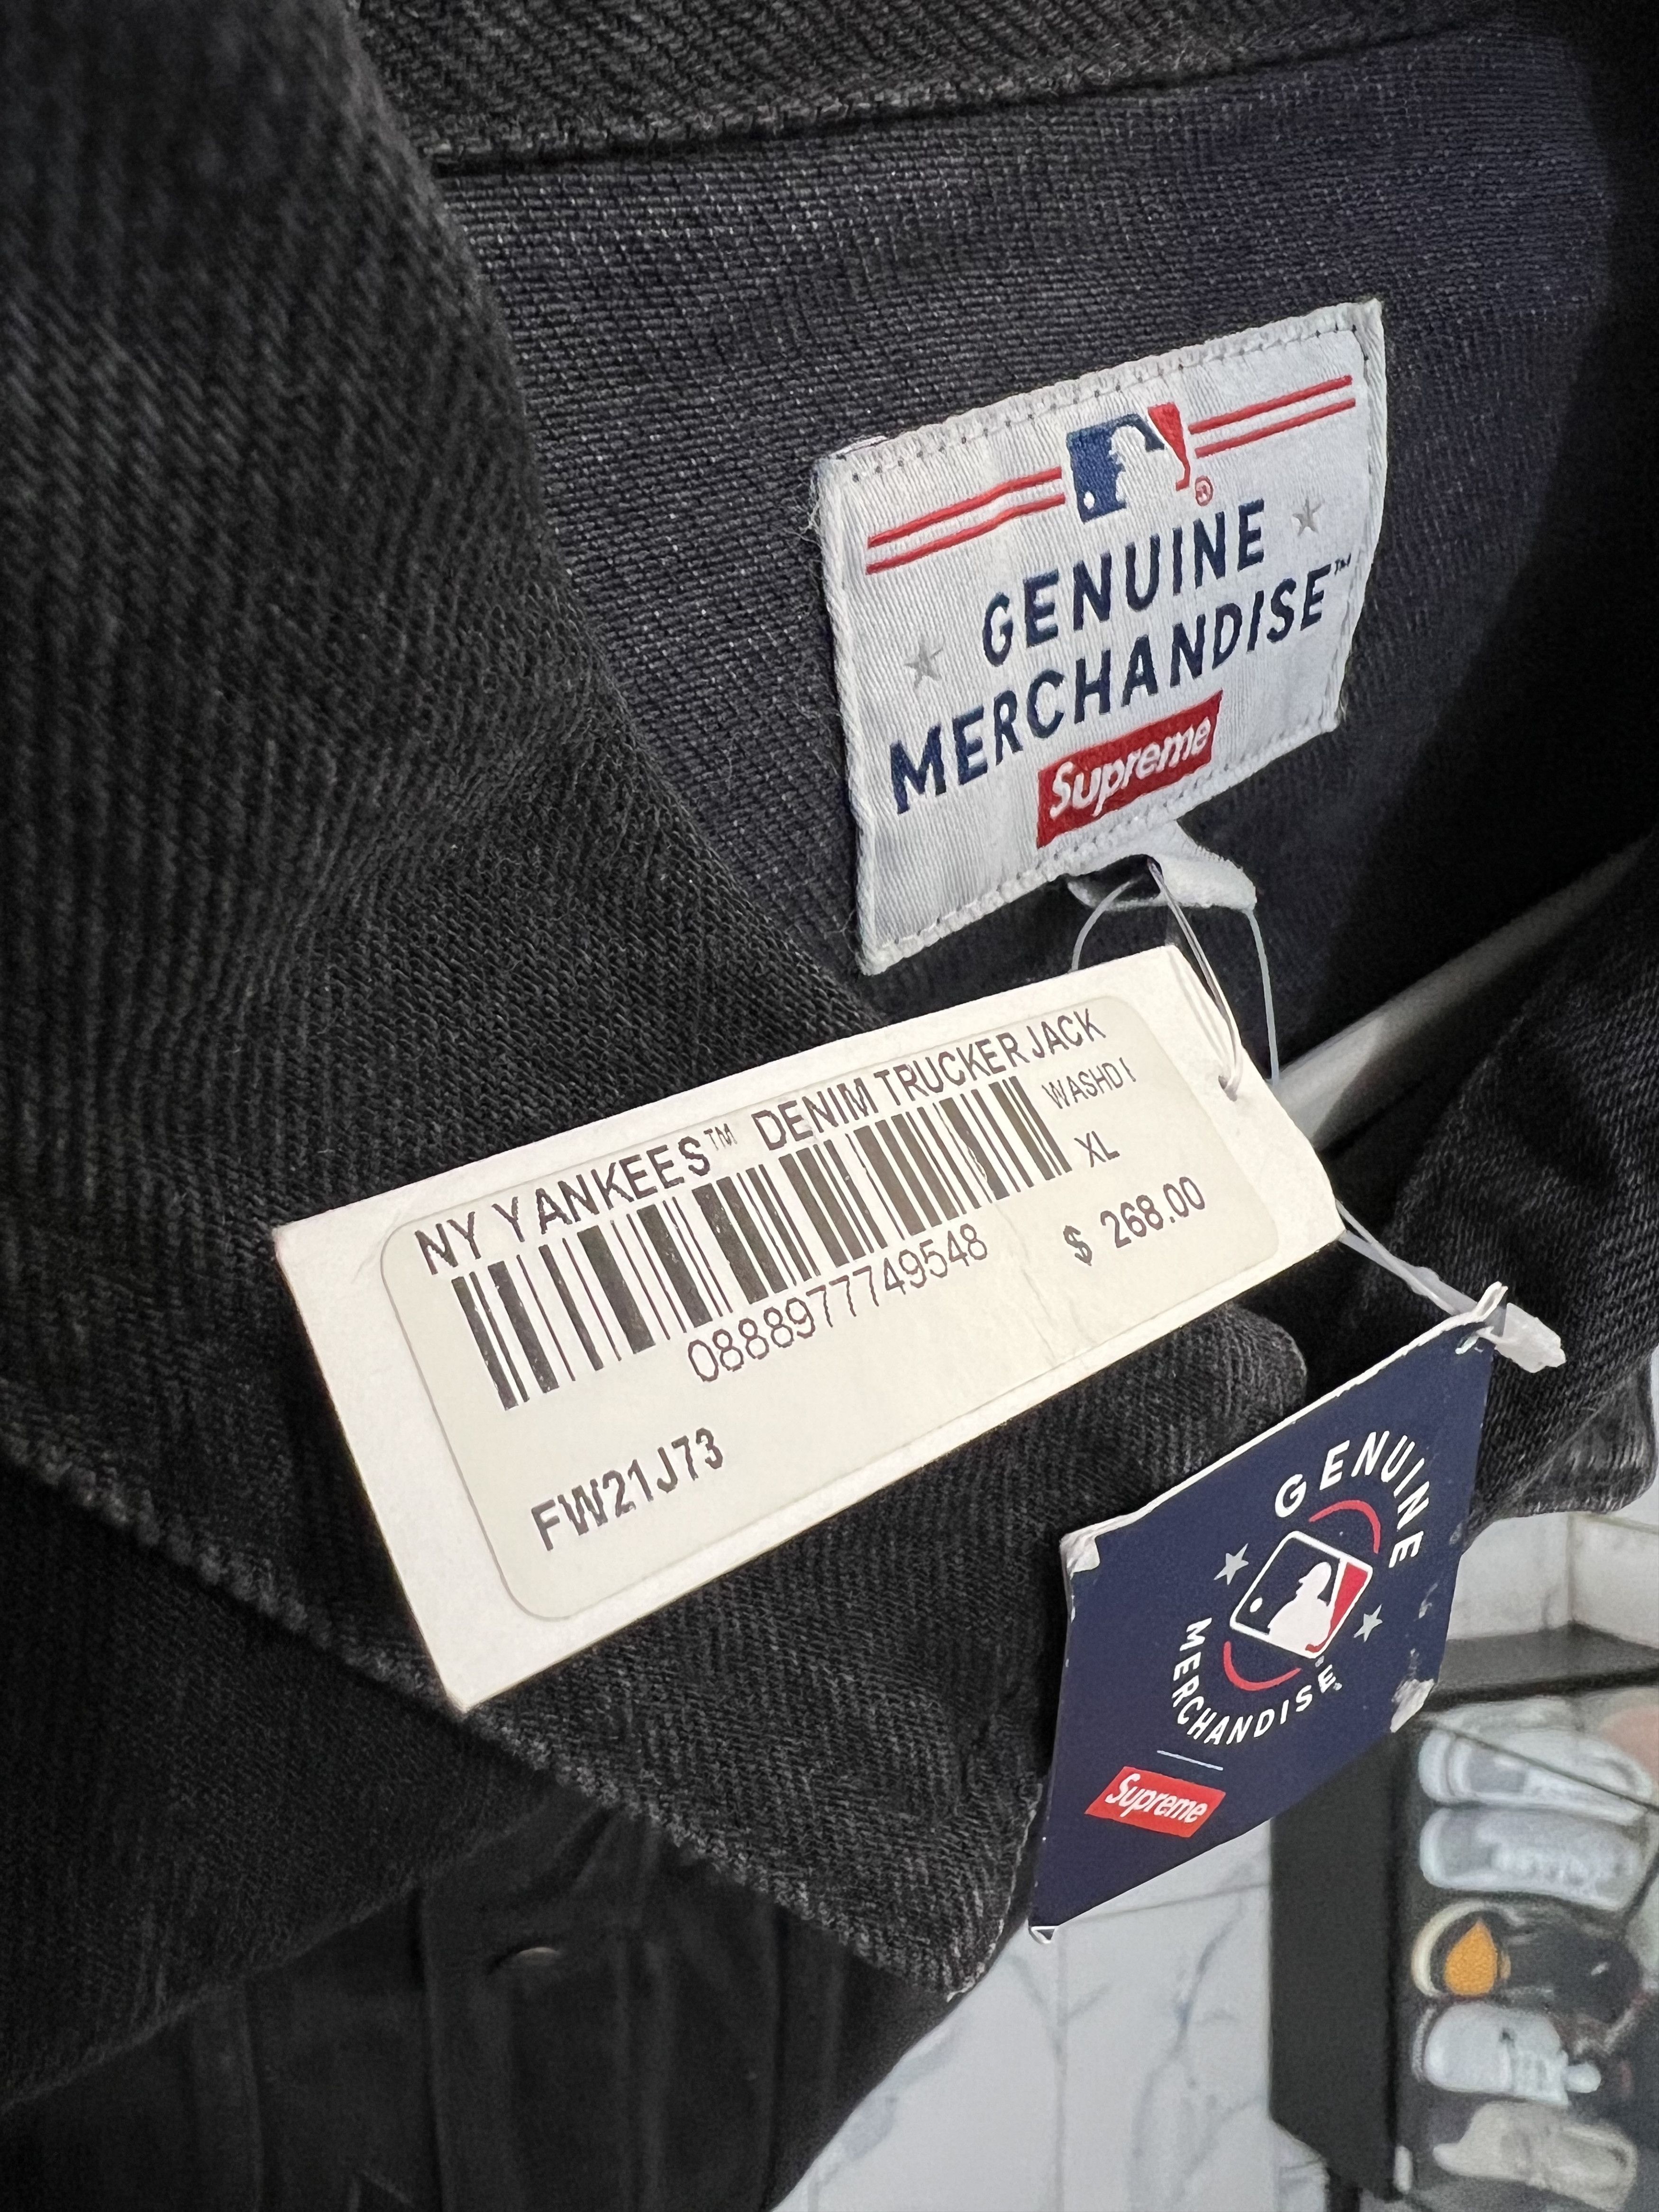 GENUINE
MERCHANDISE™
Supreme
NY YANKEES™ DENIM TRUCKER JACK
WASHD
XL
$ 268.00
0888977749548
FW21J73
GENUINE
MERCHANDISE
Supreme